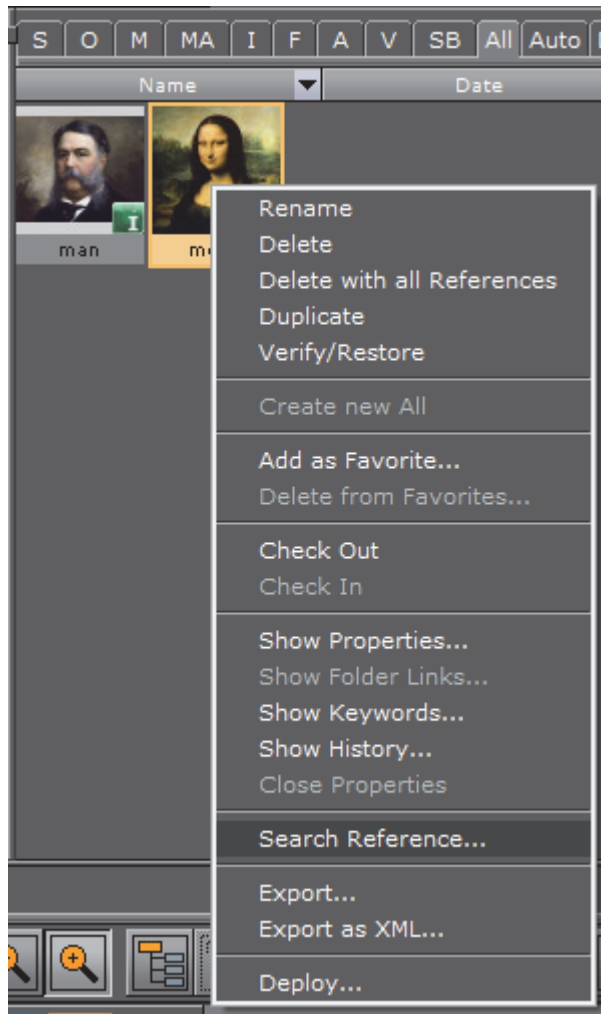 S O M MA I F A V SB All Auto
Name Date
I
man
Rename
Delete
Delete with all References
Duplicate
Verify/Restore
Create new All
Add as Favorite...
Delete from Favorites...
Check Out
Check In
Show Properties...
Show Folder Links...
Show Keywords...
Show History...
Close Properties
Search Reference...
Export...
Export as XML...
Deploy...